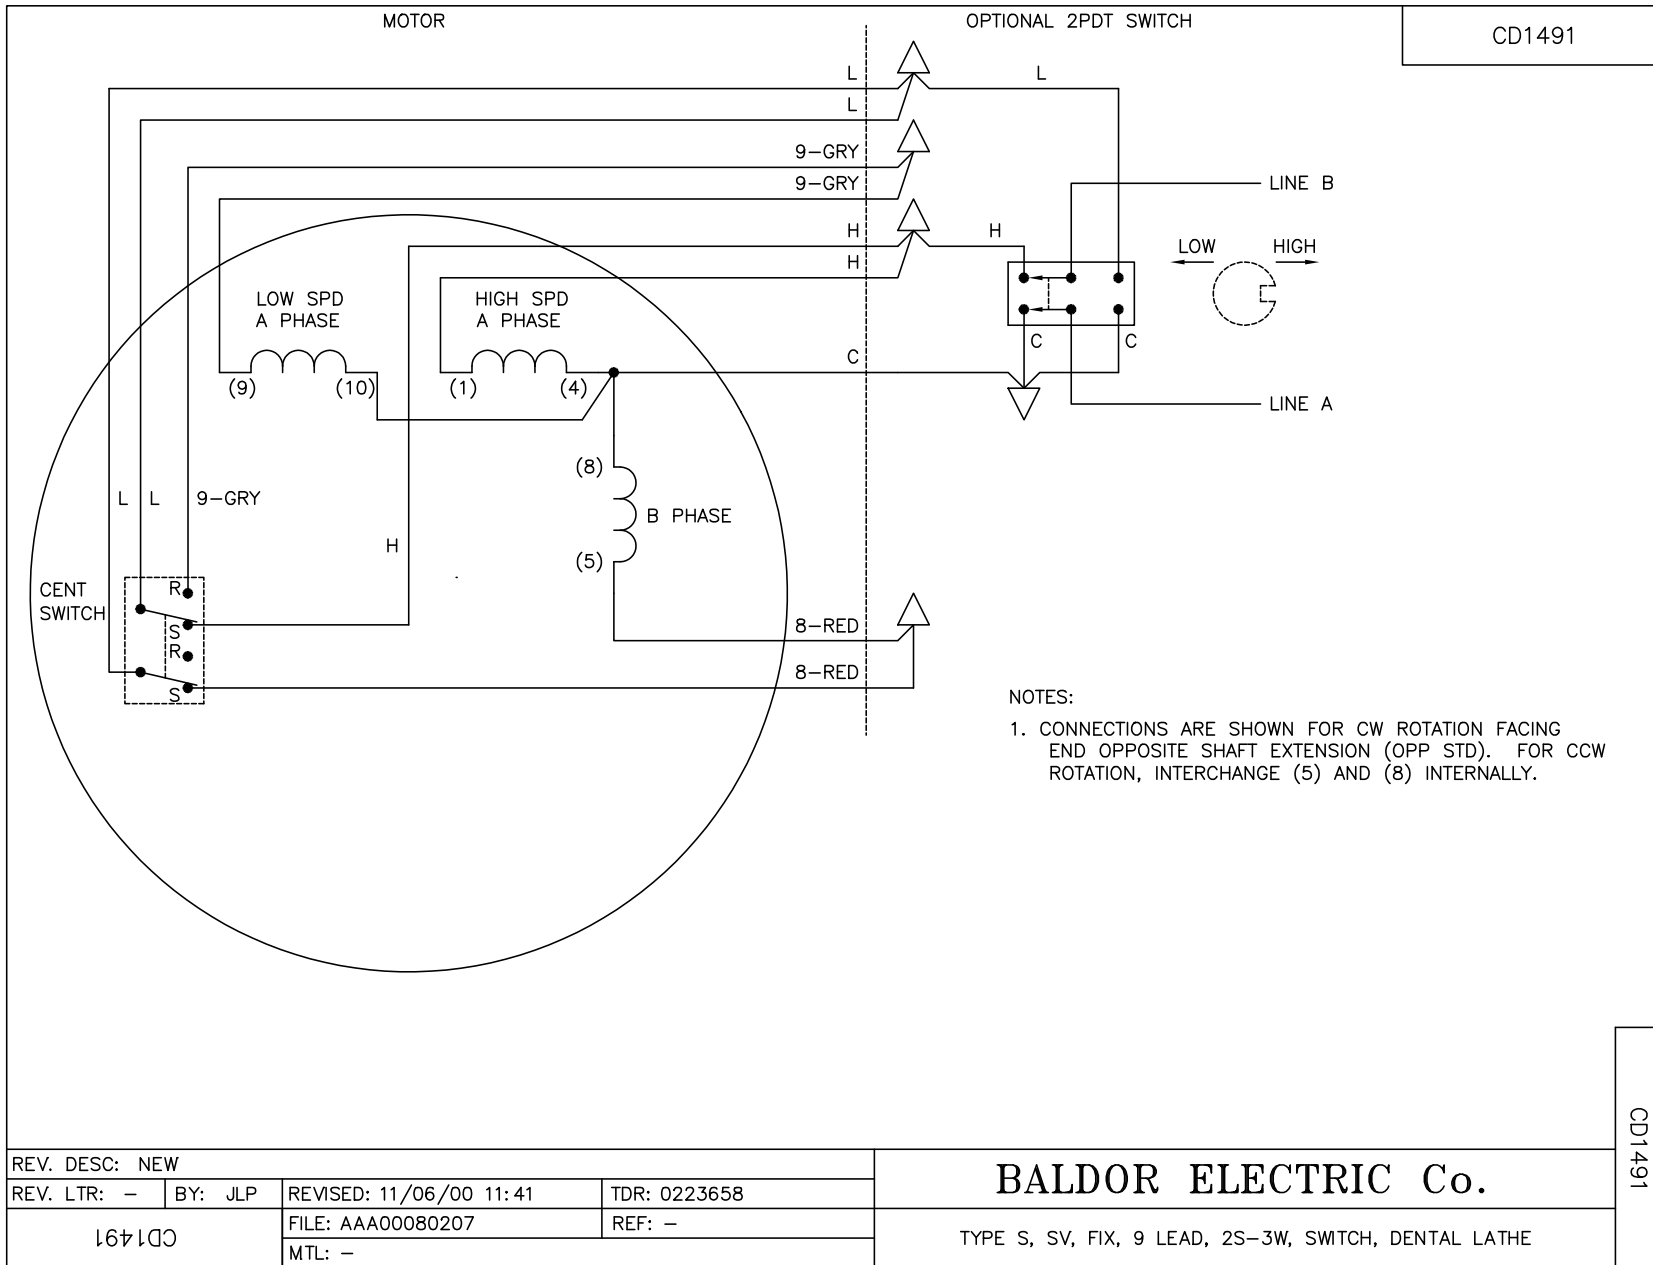 MOTOR
OPTIONAL 2PDT SWITCH
CD1491
L
L
L
9-GRY
9-GRY
LINE B
H
H
H
LOW
HIGH
LOW SPD
A PHASE
HIGH SPD
A PHASE
C
C
C
(9)
(10)
(1)
(4)
LINE A
(8)
L
L
9-GRY
B PHASE
H
(5)
CENT
SWITCH
R
S
R
S
8-RED
8-RED
NOTES:
1. CONNECTIONS ARE SHOWN FOR CW ROTATION FACING
END OPPOSITE SHAFT EXTENSION (OPP STD). FOR CCW
ROTATION, INTERCHANGE (5) AND (8) INTERNALLY.
CD1491
REV. DESC: NEW
REV. LTR: -
BY: JLP
REVISED: 11/06/00 11:41
TDR: 0223658
BALDOR ELECTRIC Co.
CD1491
FILE: AAA00080207
REF: -
MTL: -
TYPE S, SV, FIX, 9 LEAD, 2S-3W, SWITCH, DENTAL LATHE